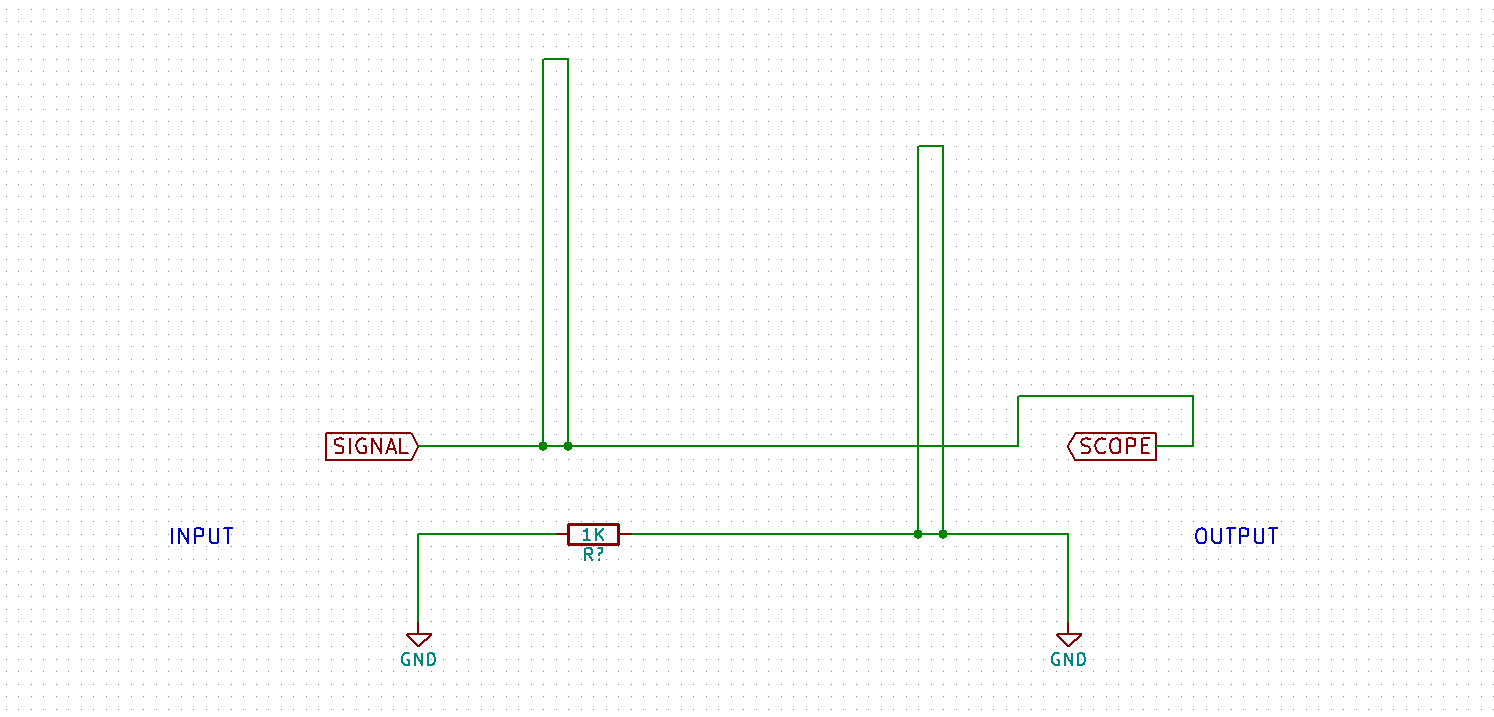 SIGNAL
SCOPE
INPUT
1K
R?
OUTPUT
GND
GND